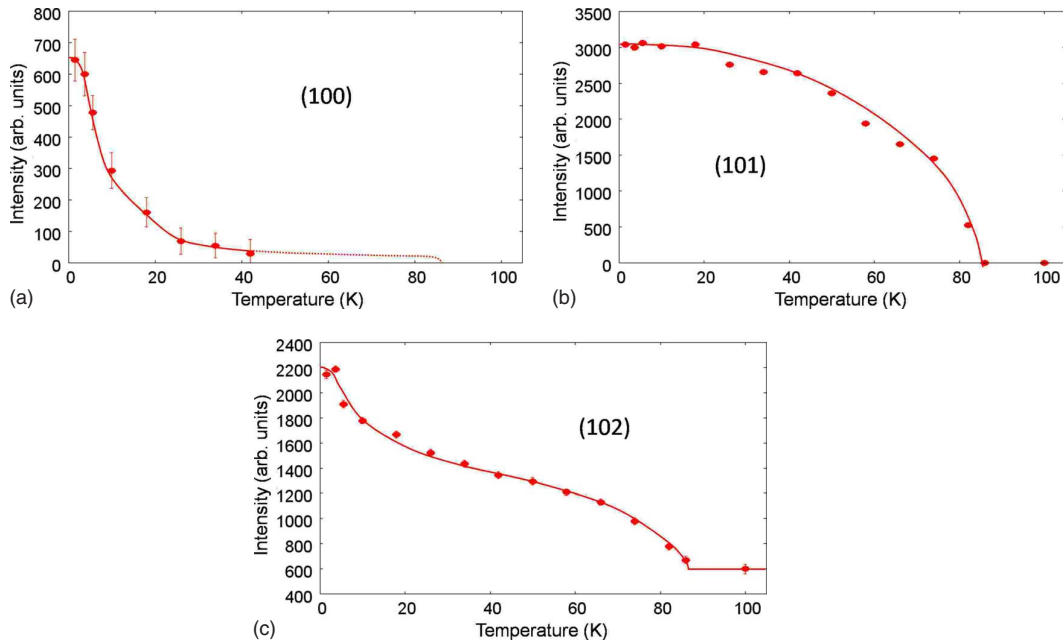 800
700
600
500
400
300
200
100
0
Intensity (arb. units)
(100)
0 20 40 60 80 100
Temperature (K)
(a)
3500
3000
2500
2000
1500
1000
500
0
Intensity (arb. units)
(101)
0 20 40 60 80 100
Temperature (K)
(b)
2400
2200
2000
1800
1600
1400
1200
1000
800
600
400
Intensity (arb. units)
(102)
0 20 40 60 80 100
Temperature (K)
(c)